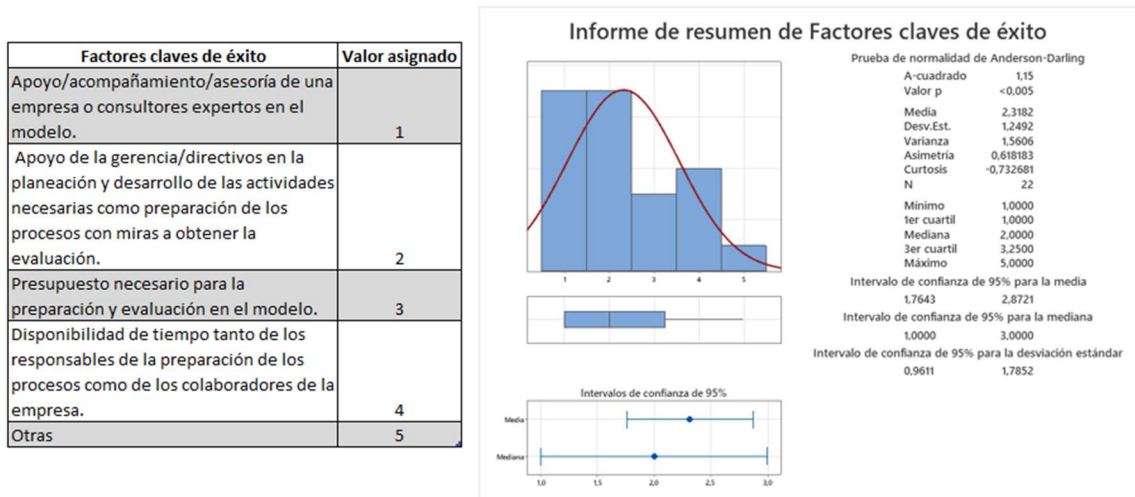 Factores claves de éxito Valor asignado
Apoyo/acompañamiento/asesoría de una
empresa o consultores expertos en el
modelo. 1
Apoyo de la gerencia/directivos en la
planeación y desarrollo de las actividades
necesarias como preparación de los
procesos con miras a obtener la
evaluación. 2
Presupuesto necesario para la
preparación y evaluación en el modelo. 3
Disponibilidad de tiempo tanto de los
responsables de la preparación de los
procesos como de los colaboradores de la
empresa. 4
Otras 5
Informe de resumen de Factores claves de éxito
1 2 3 4 5
Prueba de normalidad de Anderson-Darling
A-cuadrado 1,15
Valor p <0,005
Media 2,3182
Desv.Est. 1,2492
Varianza 1,5606
Asimetría 0,618183
Curtosis -0,732681
N 22
Mínimo 1,0000
1er cuartil 1,0000
Mediana 2,0000
3er cuartil 3,2500
Máximo 5,0000
Intervalo de confianza de 95% para la media
1,7643 2,8721
Intervalo de confianza de 95% para la mediana
1,0000 3,0000
Intervalo de confianza de 95% para la desviación estándar
0,9611 1,7852
Intervalos de confianza de 95%
Media
Mediana
1,0 1,5 2,0 2,5 3,0